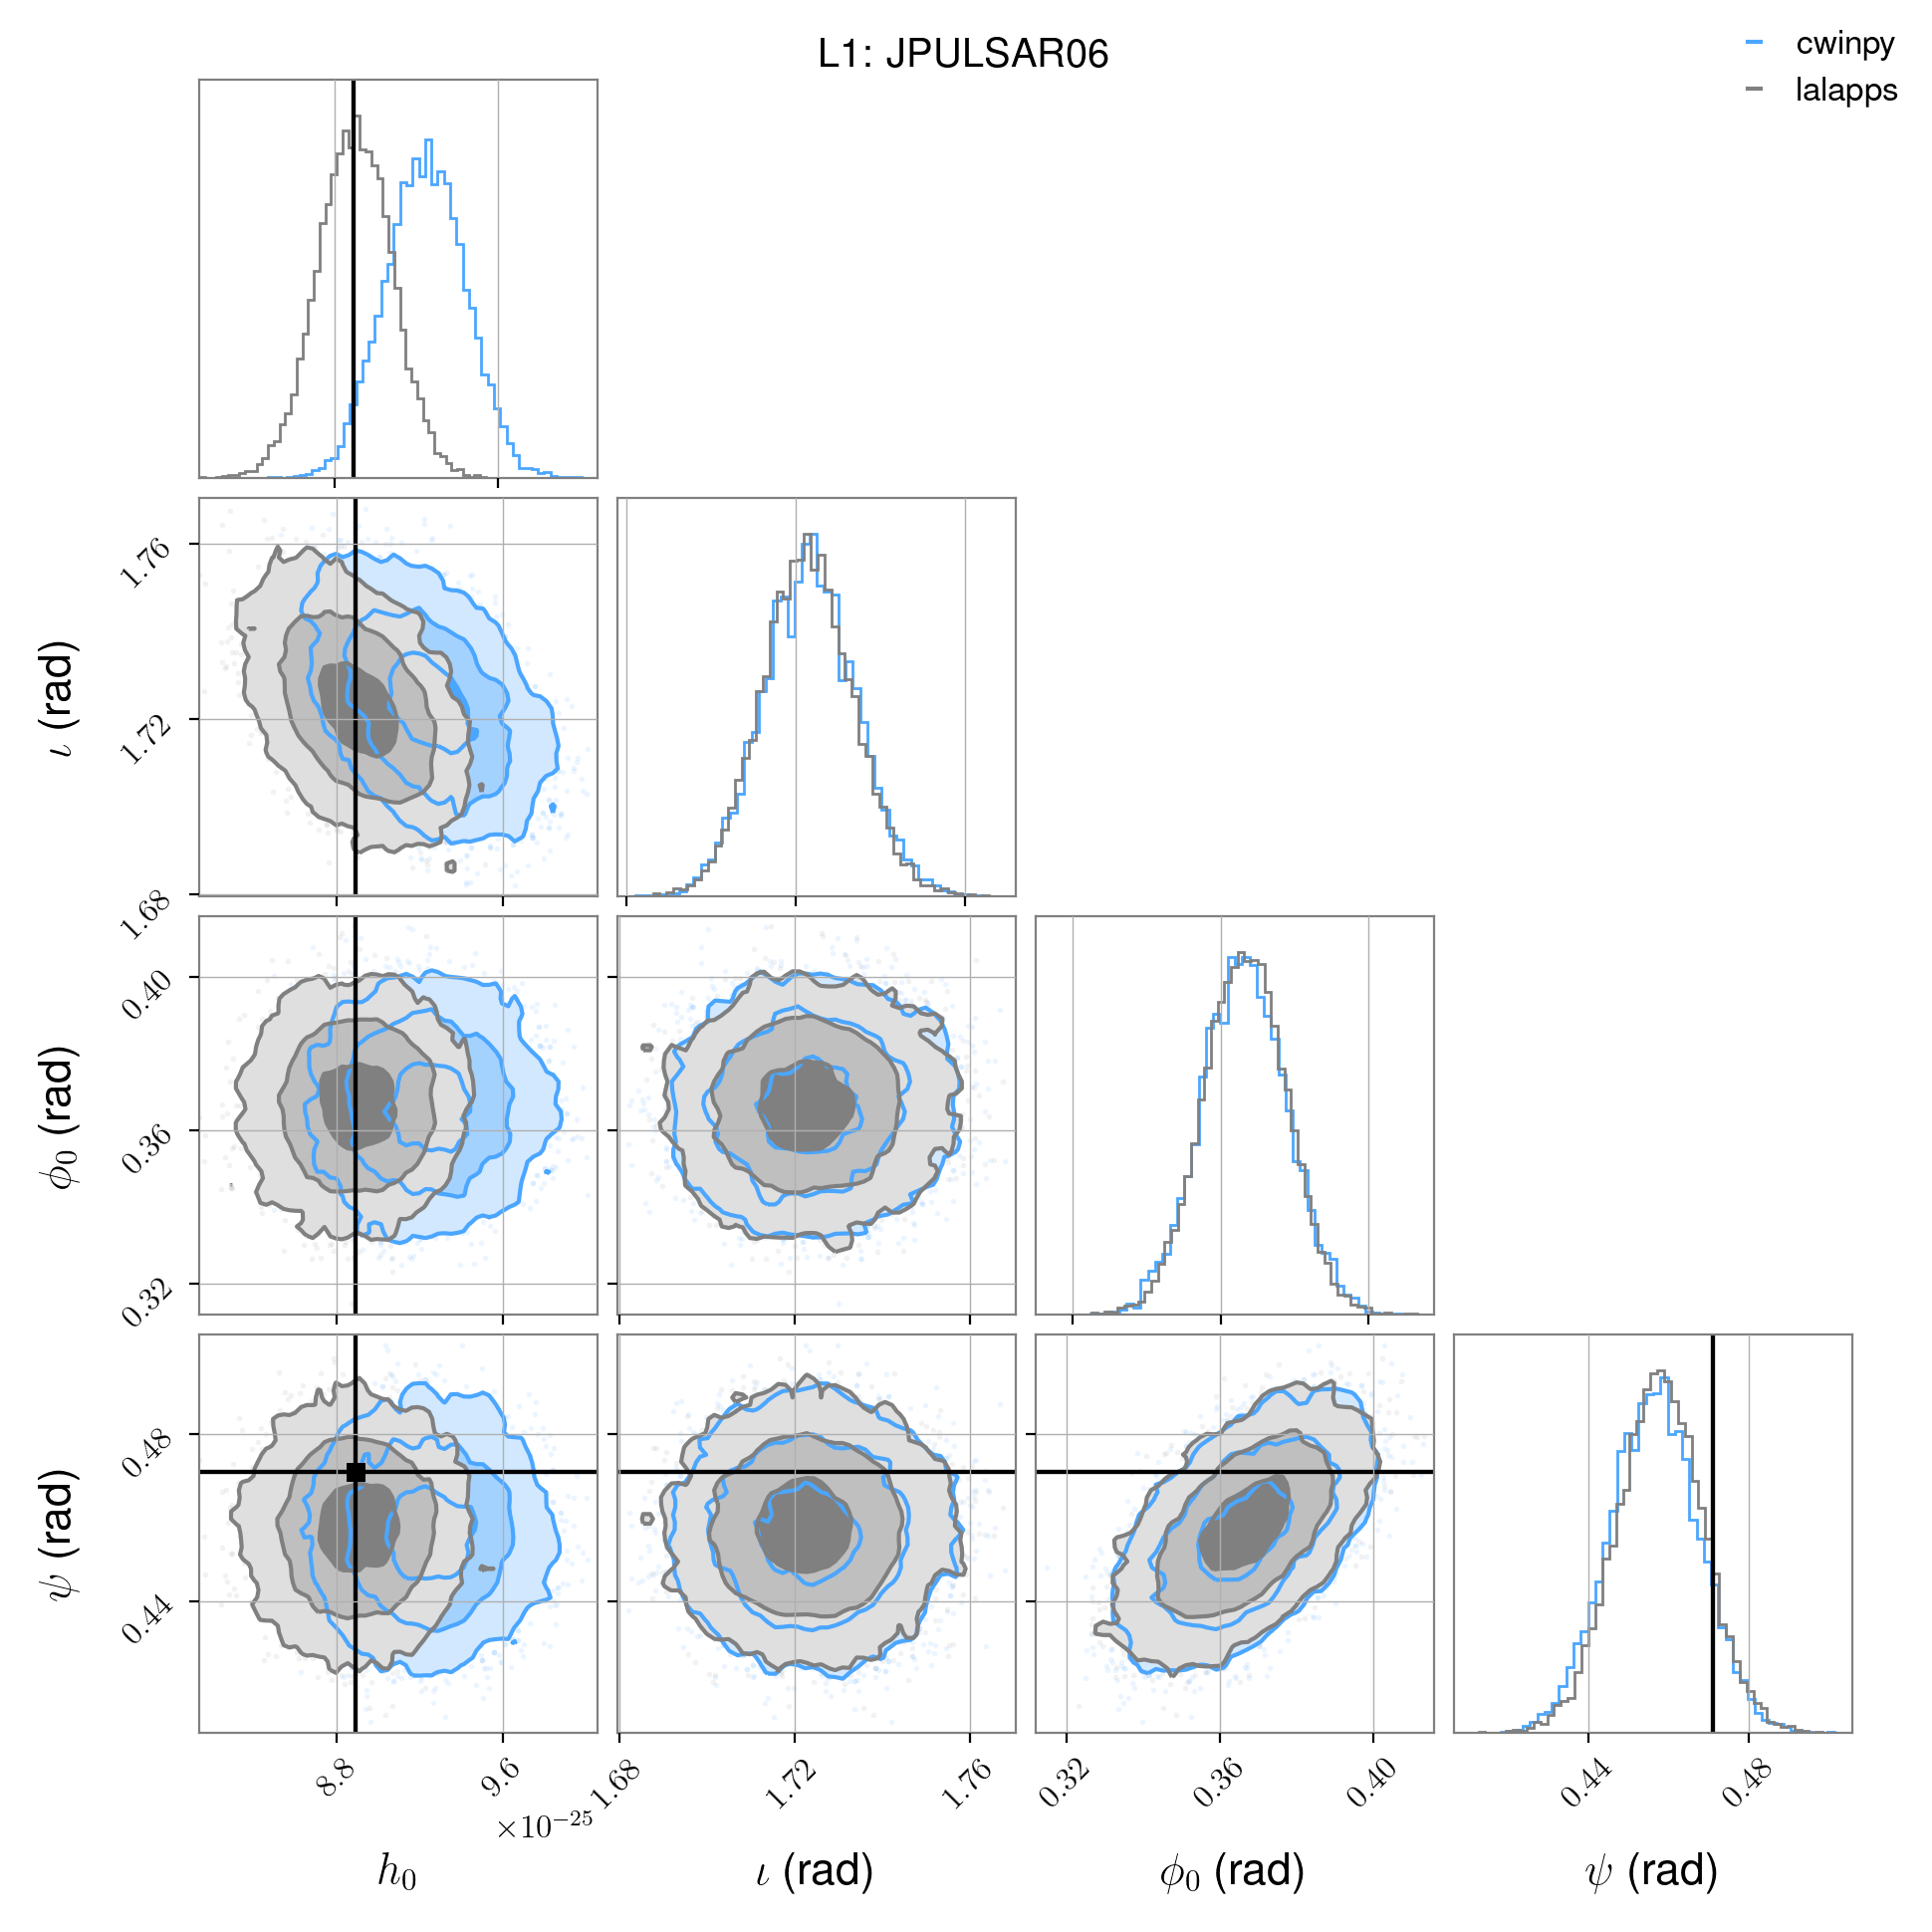 L1: JPULSAR06
cwinpy
lalapps
ι (rad)
1.76
1.72
1.68
ϕ₀ (rad)
0.40
0.36
0.32
ψ (rad)
0.48
0.44
8.8
9.6
×10⁻²⁵
h₀
1.68
1.72
1.76
ι (rad)
0.32
0.36
0.40
ϕ₀ (rad)
0.44
0.48
ψ (rad)